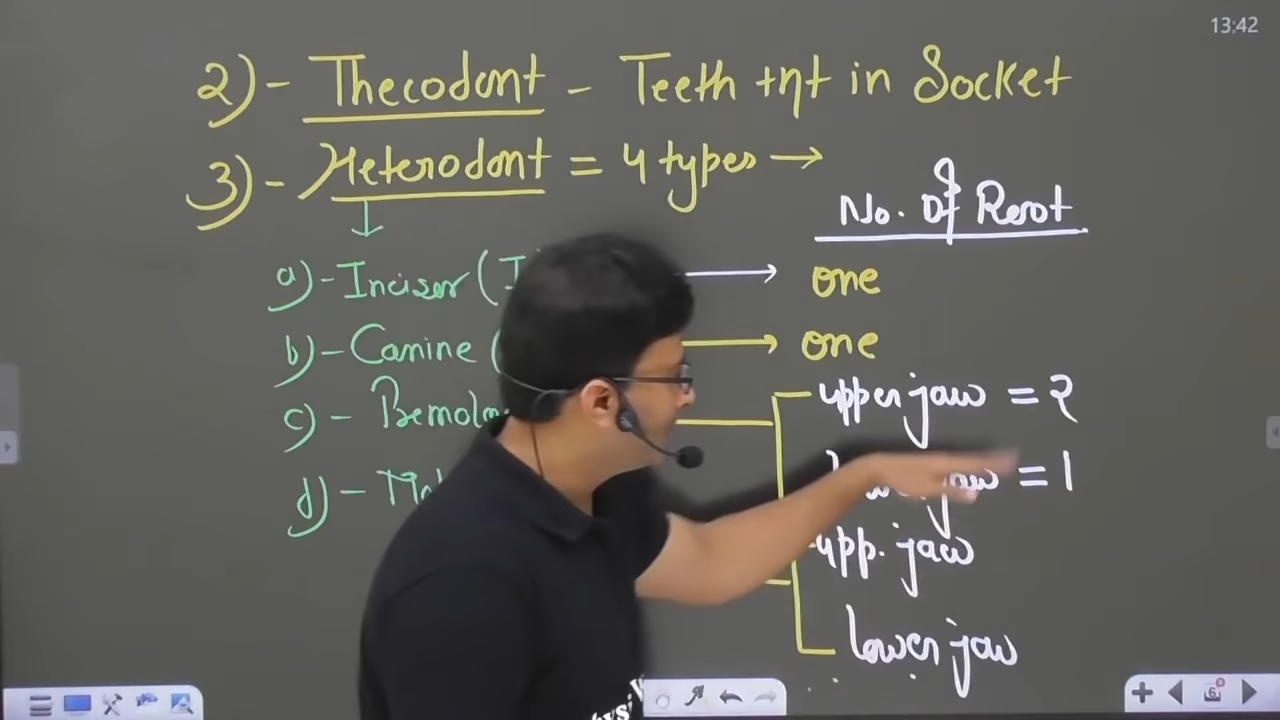 13:42
2)- Thecodont - Teeth +nt in Socket
3)- Heterodont = 4 types →
No. Of Root
a)- Incisor (I → one
b)- Canine ( → one
c)- upper jaw = 2
jaw = 1
d)- upp. jaw
lower jaw